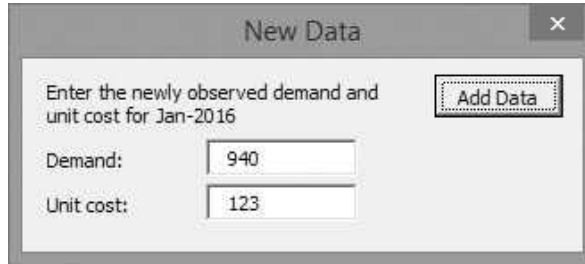 New Data
Enter the newly observed demand and
unit cost for Jan-2016
Add Data
Demand: 940
Unit cost: 123